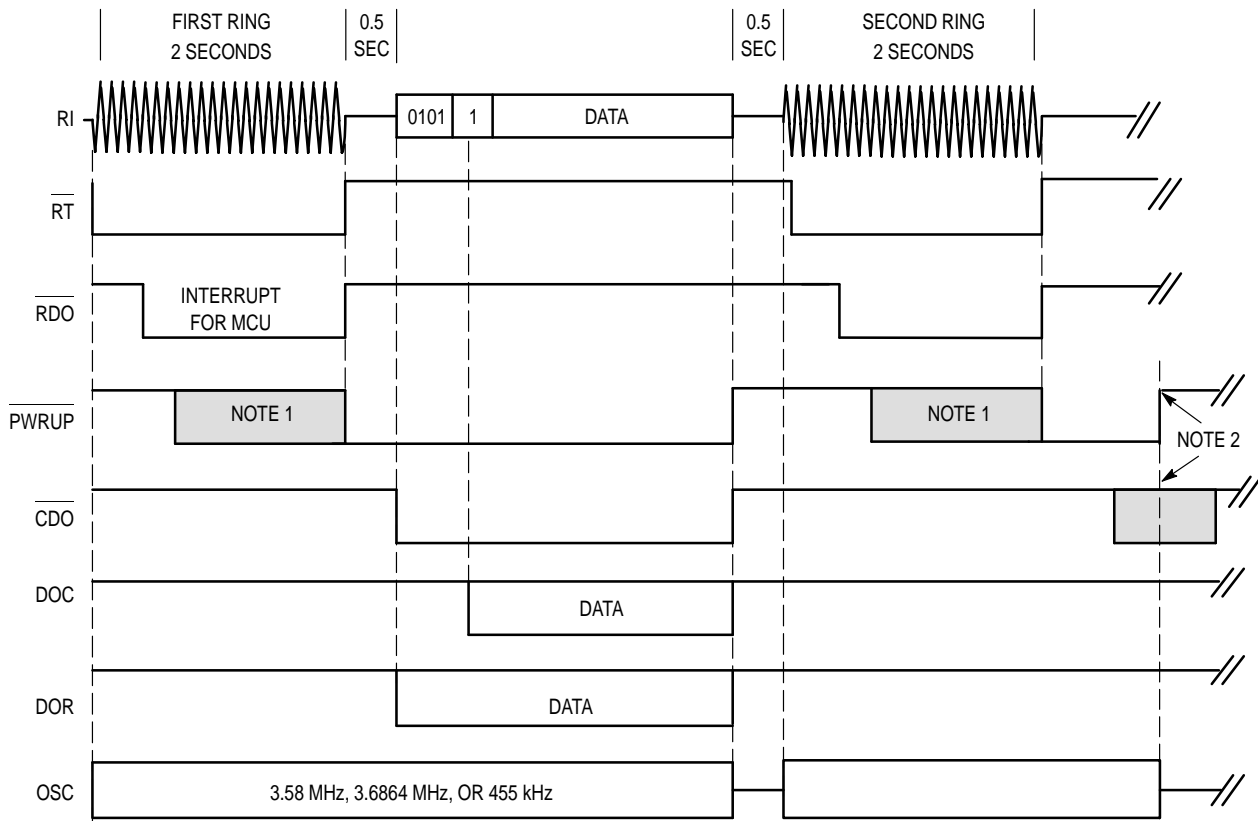 FIRST RING
2 SECONDS
0.5
SEC
0.5
SEC
SECOND RING
2 SECONDS
RI
0101
1
DATA
RT
RDO
INTERRUPT
FOR MCU
PWRUP
NOTE 1
NOTE 1
NOTE 2
CDO
DOC
DATA
DOR
DATA
OSC
3.58 MHz, 3.6864 MHz, OR 455 kHz